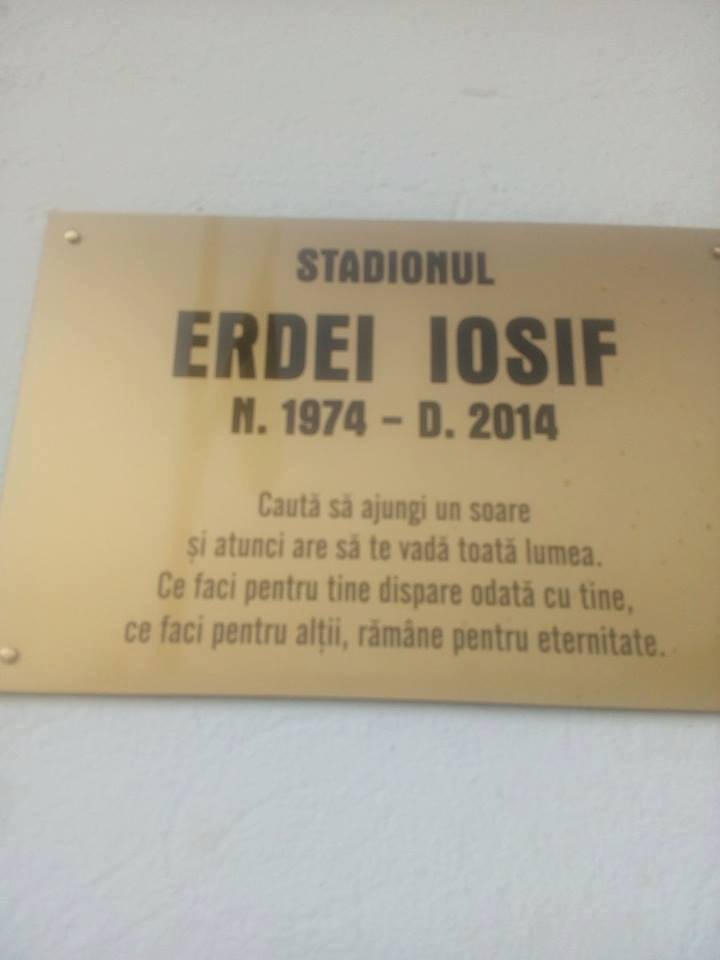 STADIONUL
ERDEI IOSIF
N. 1974 - D. 2014
Caută să ajungi un soare
și atunci are să te vadă toată lumea.
Ce faci pentru tine dispare odată cu tine,
ce faci pentru alții, rămâne pentru eternitate.